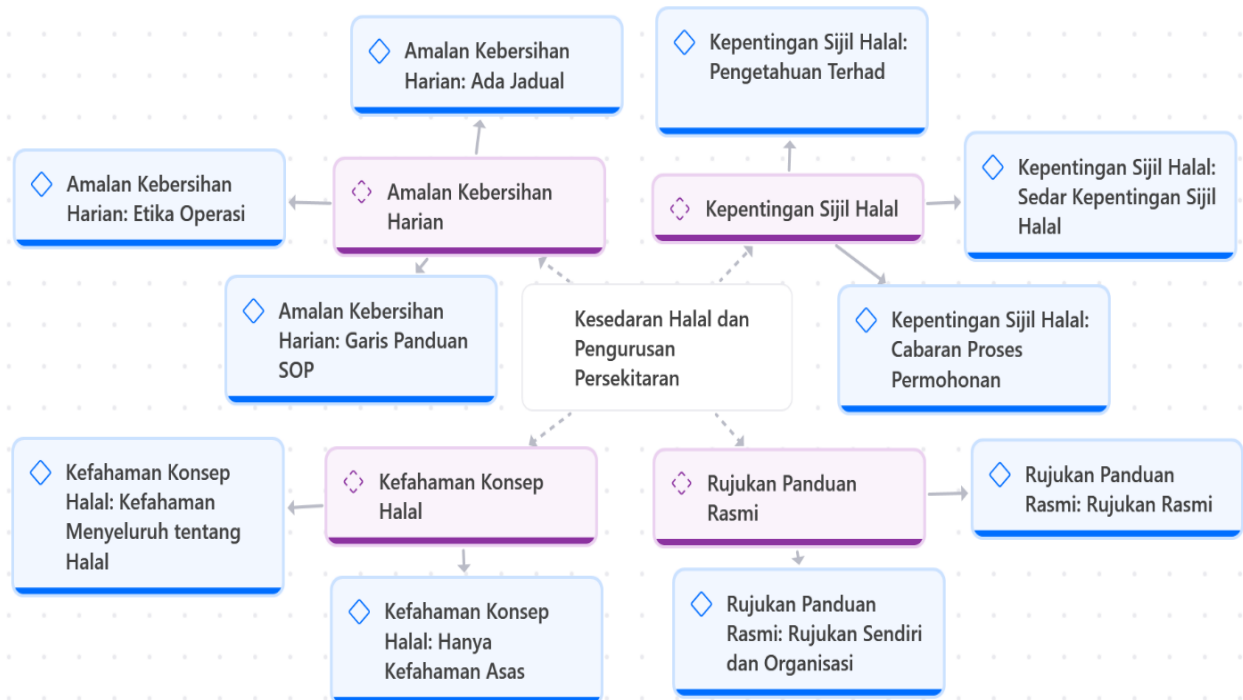 Amalan Kebersihan
Harian: Ada Jadual
Kepentingan Sijil Halal:
Pengetahuan Terhad
Amalan Kebersihan
Harian: Etika Operasi
Amalan Kebersihan
Harian
Kepentingan Sijil Halal
Kepentingan Sijil Halal:
Sedar Kepentingan Sijil
Halal
Amalan Kebersihan
Harian: Garis Panduan
SOP
Kesedaran Halal dan
Pengurusan
Persekitaran
Kepentingan Sijil Halal:
Cabaran Proses
Permohonan
Kefahaman Konsep
Halal: Kefahaman
Menyeluruh tentang
Halal
Kefahaman Konsep
Halal
Rujukan Panduan
Rasmi
Rujukan Panduan
Rasmi: Rujukan Rasmi
Kefahaman Konsep
Halal: Hanya
Kefahaman Asas
Rujukan Panduan
Rasmi: Rujukan Sendiri
dan Organisasi